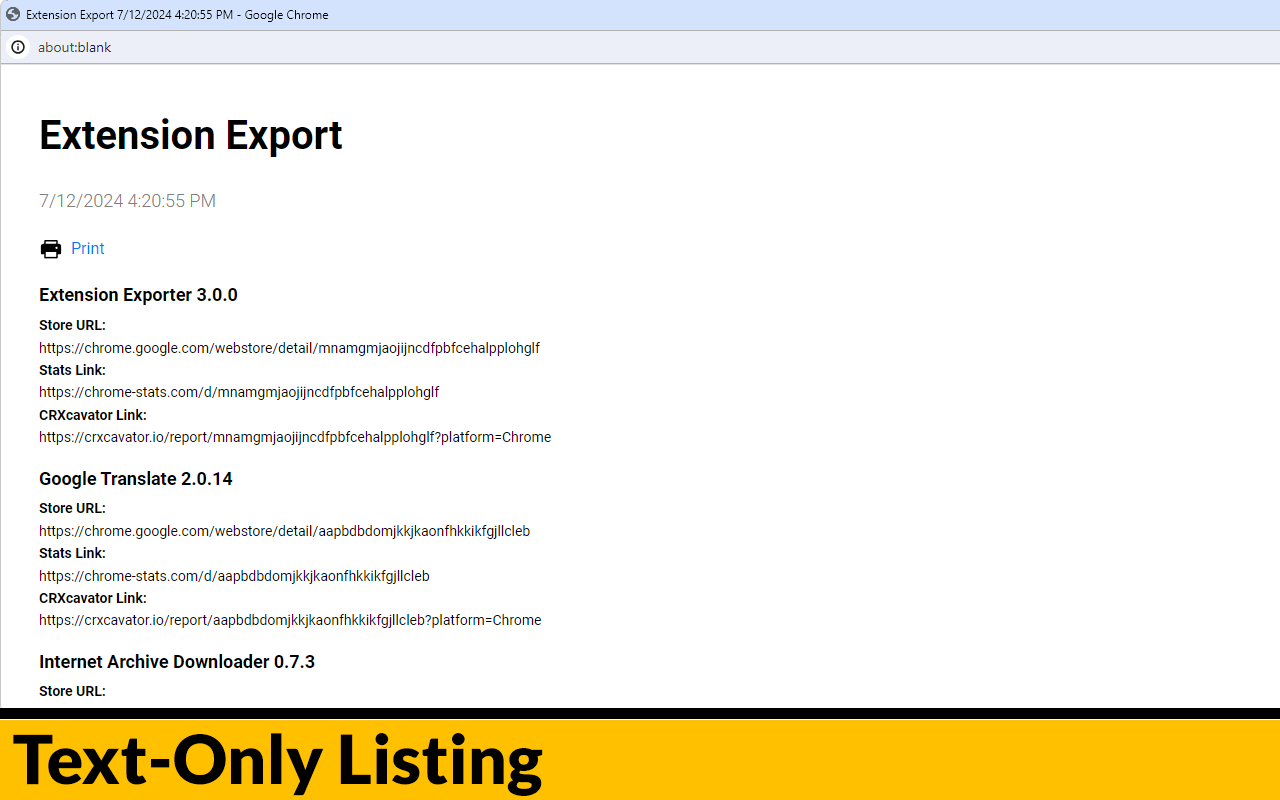 Extension Export 7/12/2024 4:20:55 PM - Google Chrome
about:blank
Extension Export
7/12/2024 4:20:55 PM
Print
Extension Exporter 3.0.0
Store URL:
https://chrome.google.com/webstore/detail/mnamgmjaojijncdfpbfcehalpplohglf
Stats Link:
https://chrome-stats.com/d/mnamgmjaojijncdfpbfcehalpplohglf
CRXcavator Link:
https://crxcavator.io/report/mnamgmjaojijncdfpbfcehalpplohglf?platform=Chrome
Google Translate 2.0.14
Store URL:
https://chrome.google.com/webstore/detail/aapbdbdomjkkjkaonfhkkikfgjllcleb
Stats Link:
https://chrome-stats.com/d/aapbdbdomjkkjkaonfhkkikfgjllcleb
CRXcavator Link:
https://crxcavator.io/report/aapbdbdomjkkjkaonfhkkikfgjllcleb?platform=Chrome
Internet Archive Downloader 0.7.3
Store URL:
Text-Only Listing